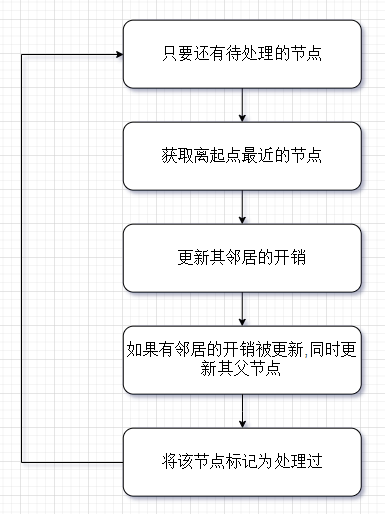 只要还有待处理的节点
获取离起点最近的节点
更新其邻居的开销
如果有邻居的开销被更新,同时更
新其父节点
将该节点标记为处理过